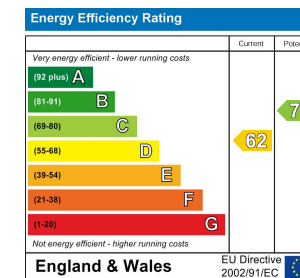 Energy Efficiency Rating
Current
Very energy efficient - lower running costs
(92 plus) A
(81-91) B
(69-80) C
(55-68) D
62
(39-54) E
(21-38) F
(1-20) G
Not energy efficient - higher running costs
England & Wales
EU Directive
2002/91/EC